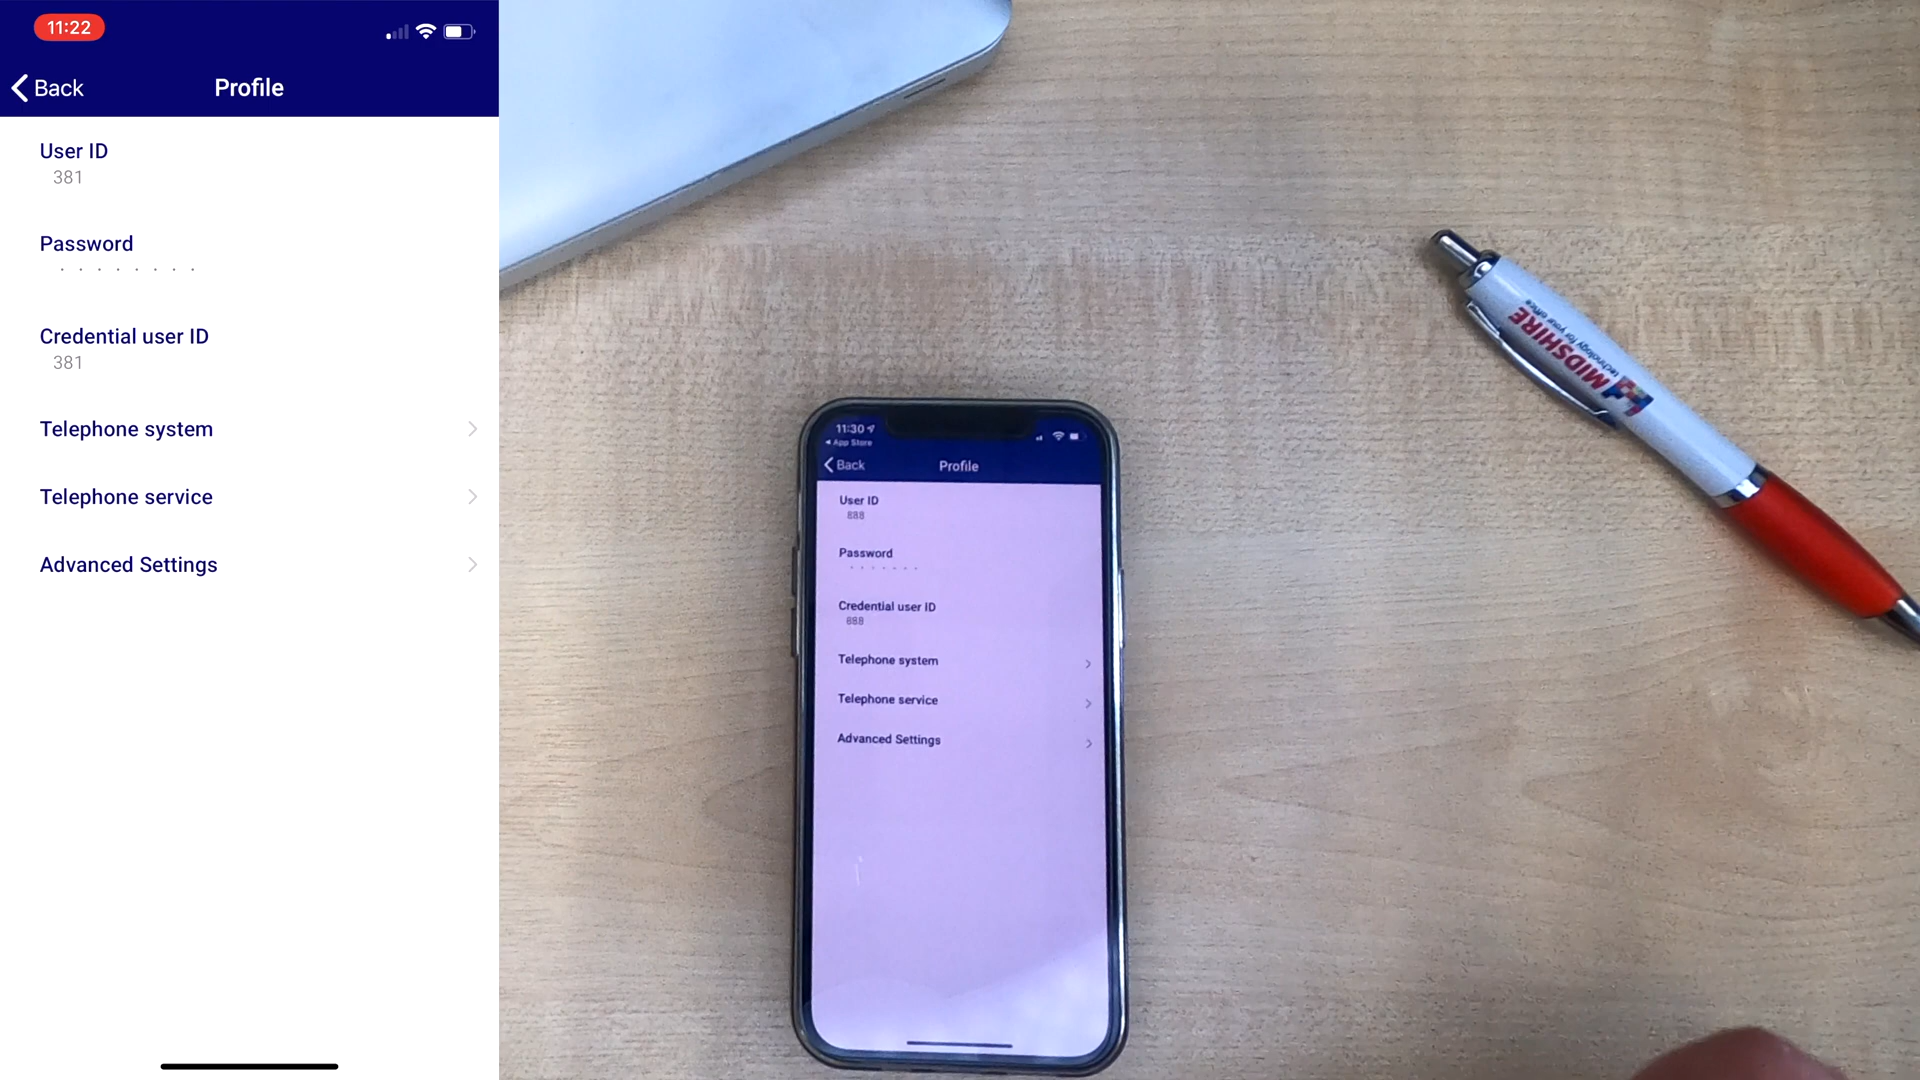 11:22
Back
Profile
User ID
381
Password
Credential user ID
381
Telephone system
Telephone service
Advanced Settings
11:30
App Store
Back
Profile
User ID
888
Password
Credential user ID
888
Telephone system
Telephone service
Advanced Settings
MIDSHIRE
technology for your office